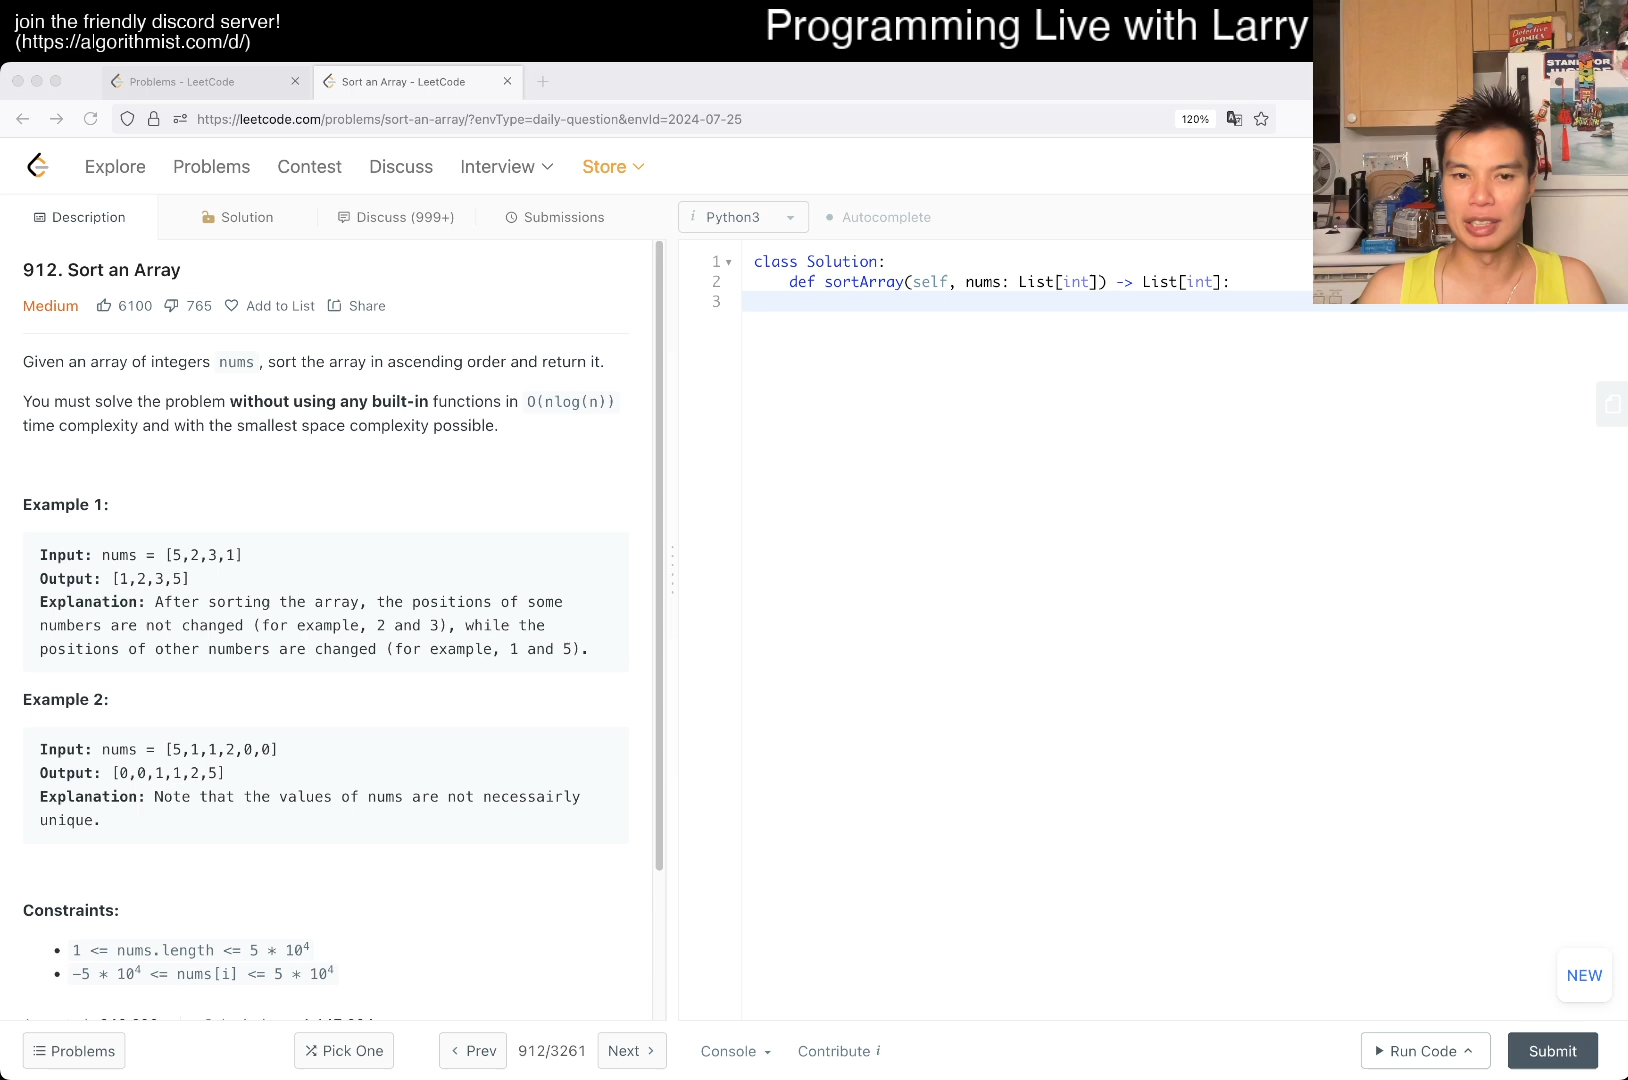 join the friendly discord server!
(https://algorithmist.com/d/)
Programming Live with Larry
Problems - LeetCode
Sort an Array - LeetCode
https://leetcode.com/problems/sort-an-array/?envType=daily-question&envId=2024-07-25
120%
Explore
Problems
Contest
Discuss
Interview
Store
Description
Solution
Discuss (999+)
Submissions
i Python3
Autocomplete
912. Sort an Array
Medium 6100 765 Add to List Share
Given an array of integers nums, sort the array in ascending order and return it.
You must solve the problem without using any built-in functions in O(nlog(n))
time complexity and with the smallest space complexity possible.
Example 1:
Input: nums = [5,2,3,1]
Output: [1,2,3,5]
Explanation: After sorting the array, the positions of some
numbers are not changed (for example, 2 and 3), while the
positions of other numbers are changed (for example, 1 and 5).
Example 2:
Input: nums = [5,1,1,2,0,0]
Output: [0,0,1,1,2,5]
Explanation: Note that the values of nums are not necessairly
unique.
Constraints:
• 1 <= nums.length <= 5 * 10⁴
• -5 * 10⁴ <= nums[i] <= 5 * 10⁴
1 class Solution:
2 def sortArray(self, nums: List[int]) -> List[int]:
3
NEW
Problems
Pick One
Prev
912/3261
Next
Console
Contribute i
Run Code
Submit